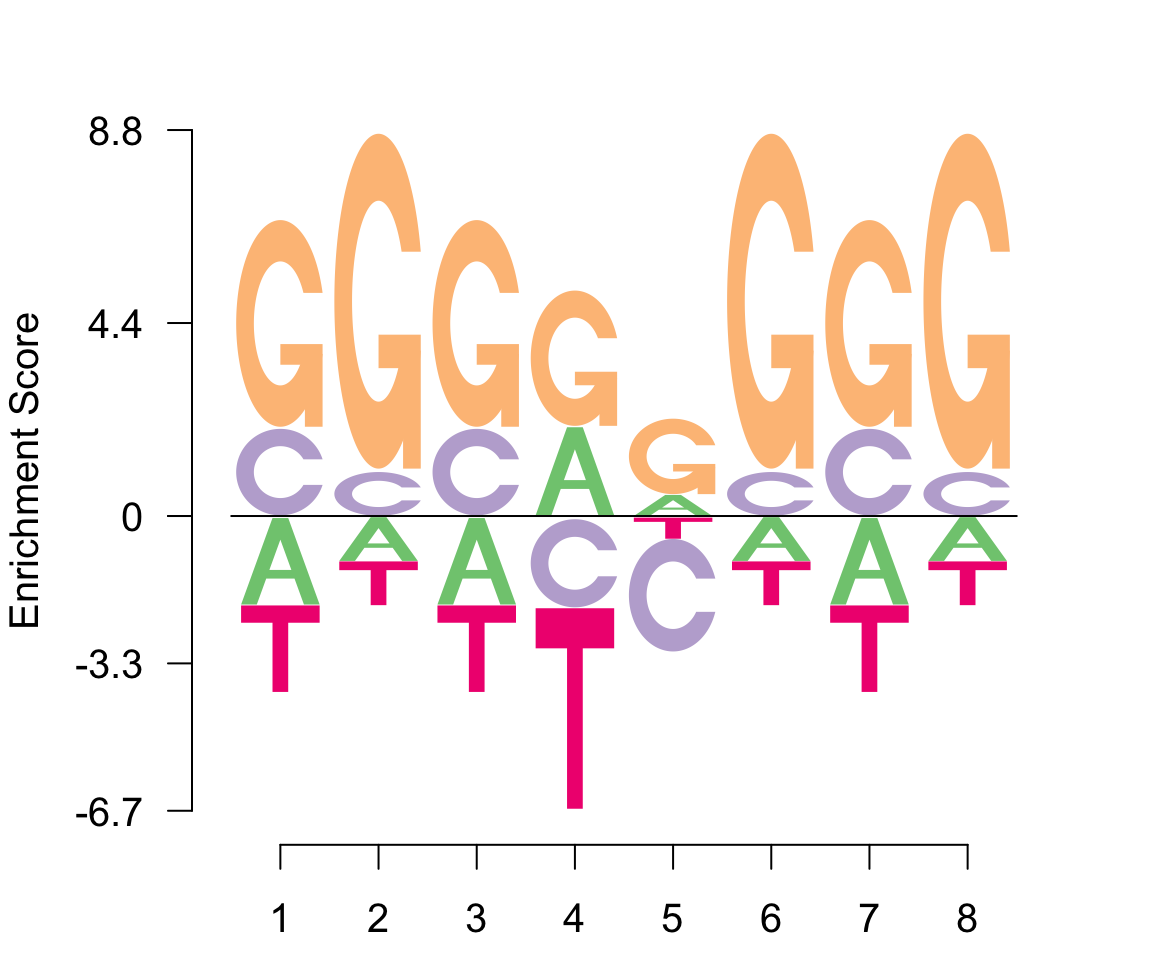 8.8
4.4
0
-3.3
-6.7
Enrichment Score
G G G G G G G G
C C C A A C C C
A A A C T A A A
T T T T C T T T
1 2 3 4 5 6 7 8